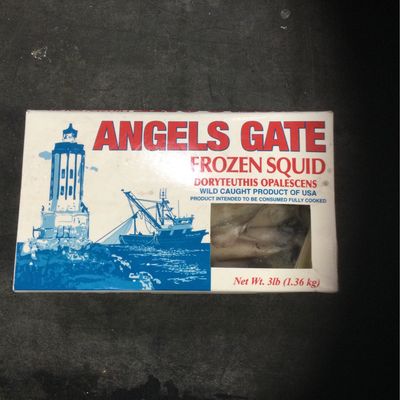 ANGELS GATE
FROZEN SQUID
DORYTEUTHIS OPALESCENS
WILD CAUGHT PRODUCT OF USA
PRODUCT INTENDED TO BE CONSUMED FULLY COOKED
Net Wt. 3lb (1.36 kg)